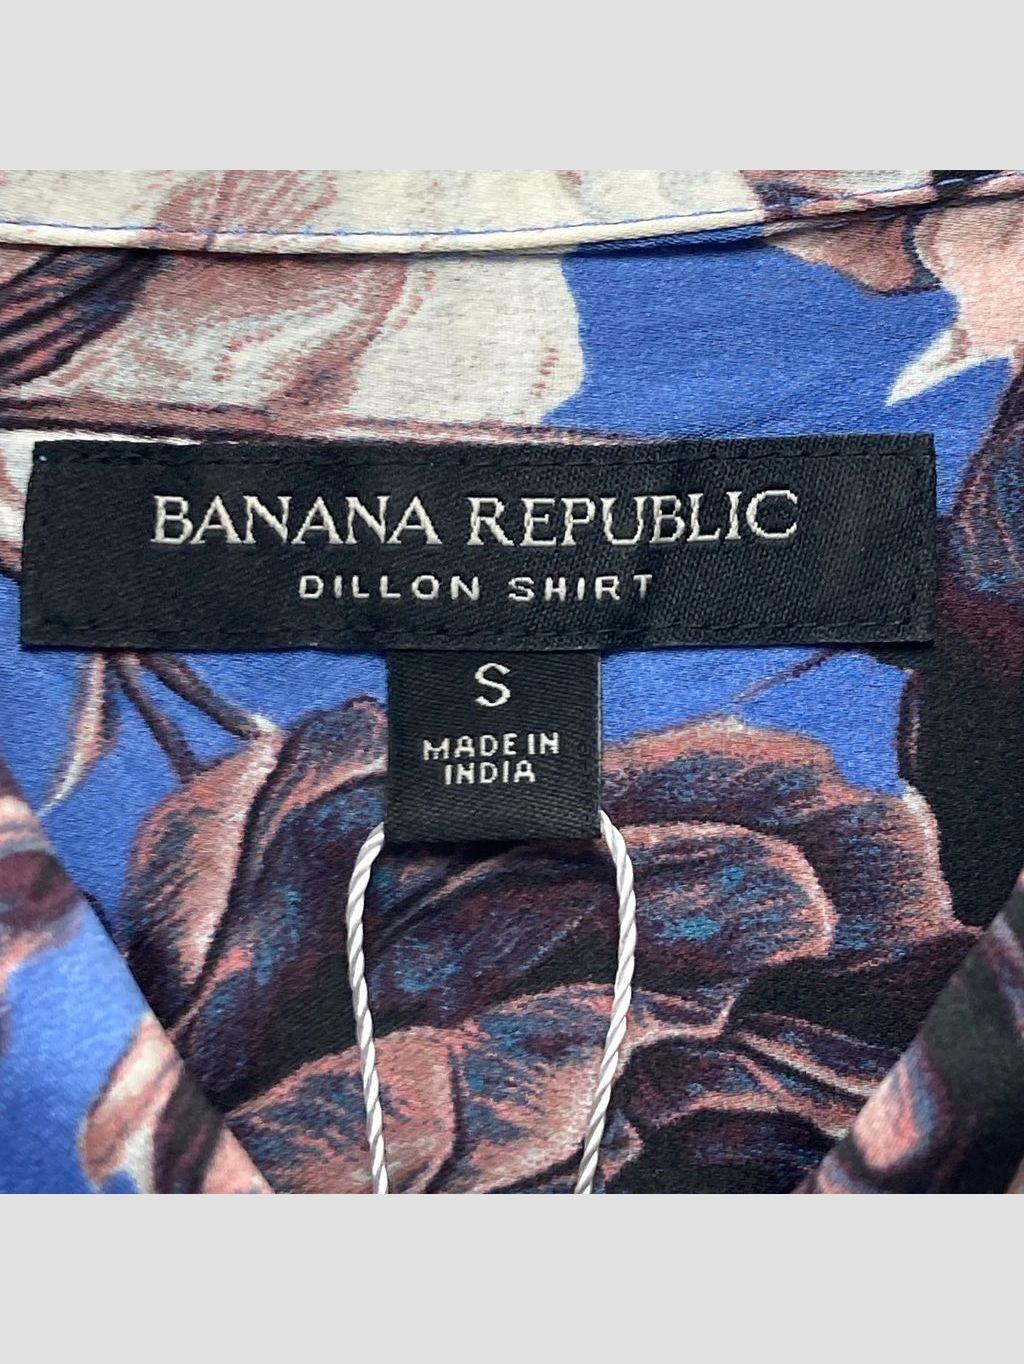 BANANA REPUBLIC
DILLON SHIRT
S
MADE IN
INDIA